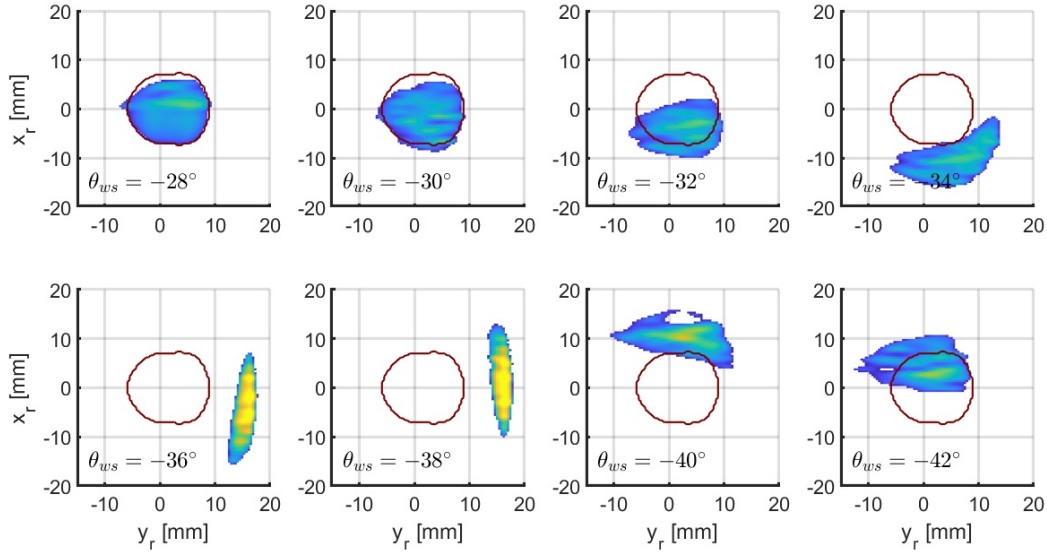 20 20 20 20
10 10 10 10
x_r [mm] 0 0 0 0
-10 -10 -10 -10
θ_ws = −28° θ_ws = −30° θ_ws = −32° θ_ws = −34°
-20 -20 -20 -20
-10 0 10 20 -10 0 10 20 -10 0 10 20 -10 0 10 20
20 20 20 20
10 10 10 10
x_r [mm] 0 0 0 0
-10 -10 -10 -10
θ_ws = −36° θ_ws = −38° θ_ws = −40° θ_ws = −42°
-20 -20 -20 -20
-10 0 10 20 -10 0 10 20 -10 0 10 20 -10 0 10 20
y_r [mm] y_r [mm] y_r [mm] y_r [mm]